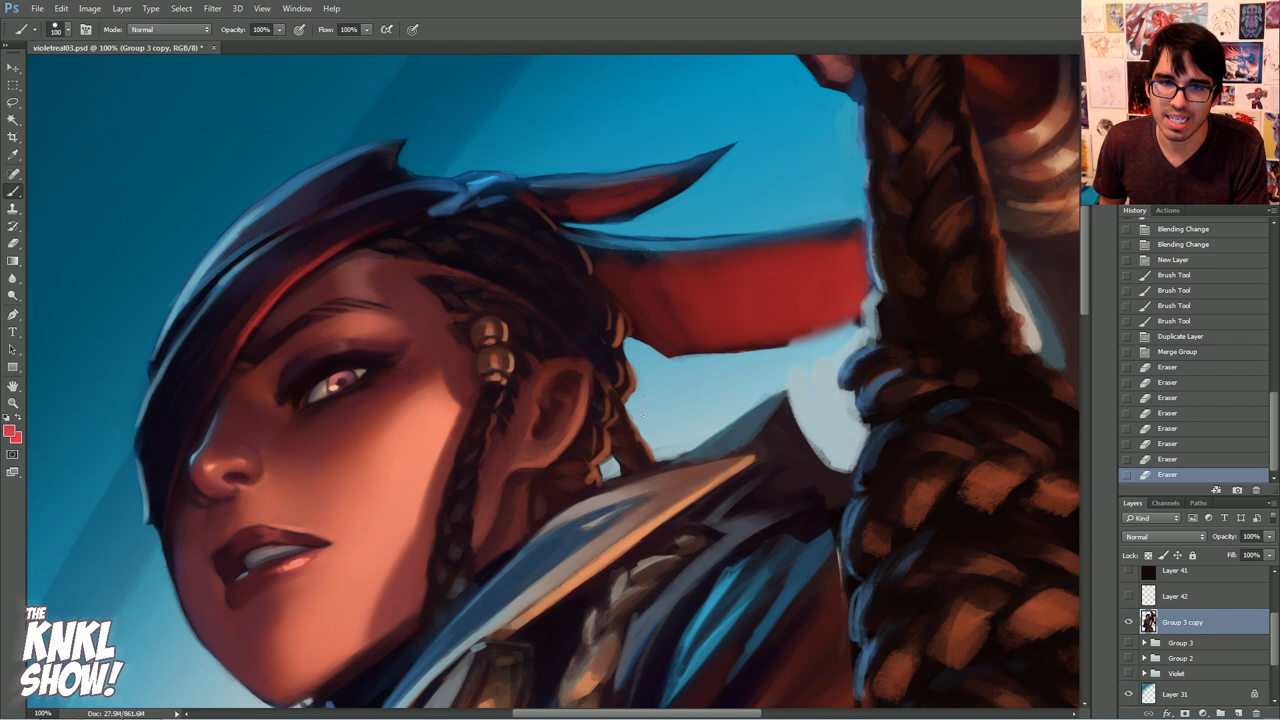 Ps File Edit Image Layer Type Select Filter 3D View Window Help
100 Mode: Normal Opacity: 100% Flow: 100%
violetreal03.psd @ 100% (Group 3 copy, RGB/8) * ×
History Actions
Blending Change
Blending Change
New Layer
Brush Tool
Brush Tool
Brush Tool
Brush Tool
Duplicate Layer
Merge Group
Eraser
Eraser
Eraser
Eraser
Eraser
Eraser
Eraser
Eraser
Layers Channels Paths
Kind
Normal Opacity: 100%
Lock: Fill: 100%
Layer 41
Layer 42
Group 3 copy
Group 3
Group 2
Violet
Layer 31
THE
KNKL
SHOW!
100% Doc: 27.5M/861.6M